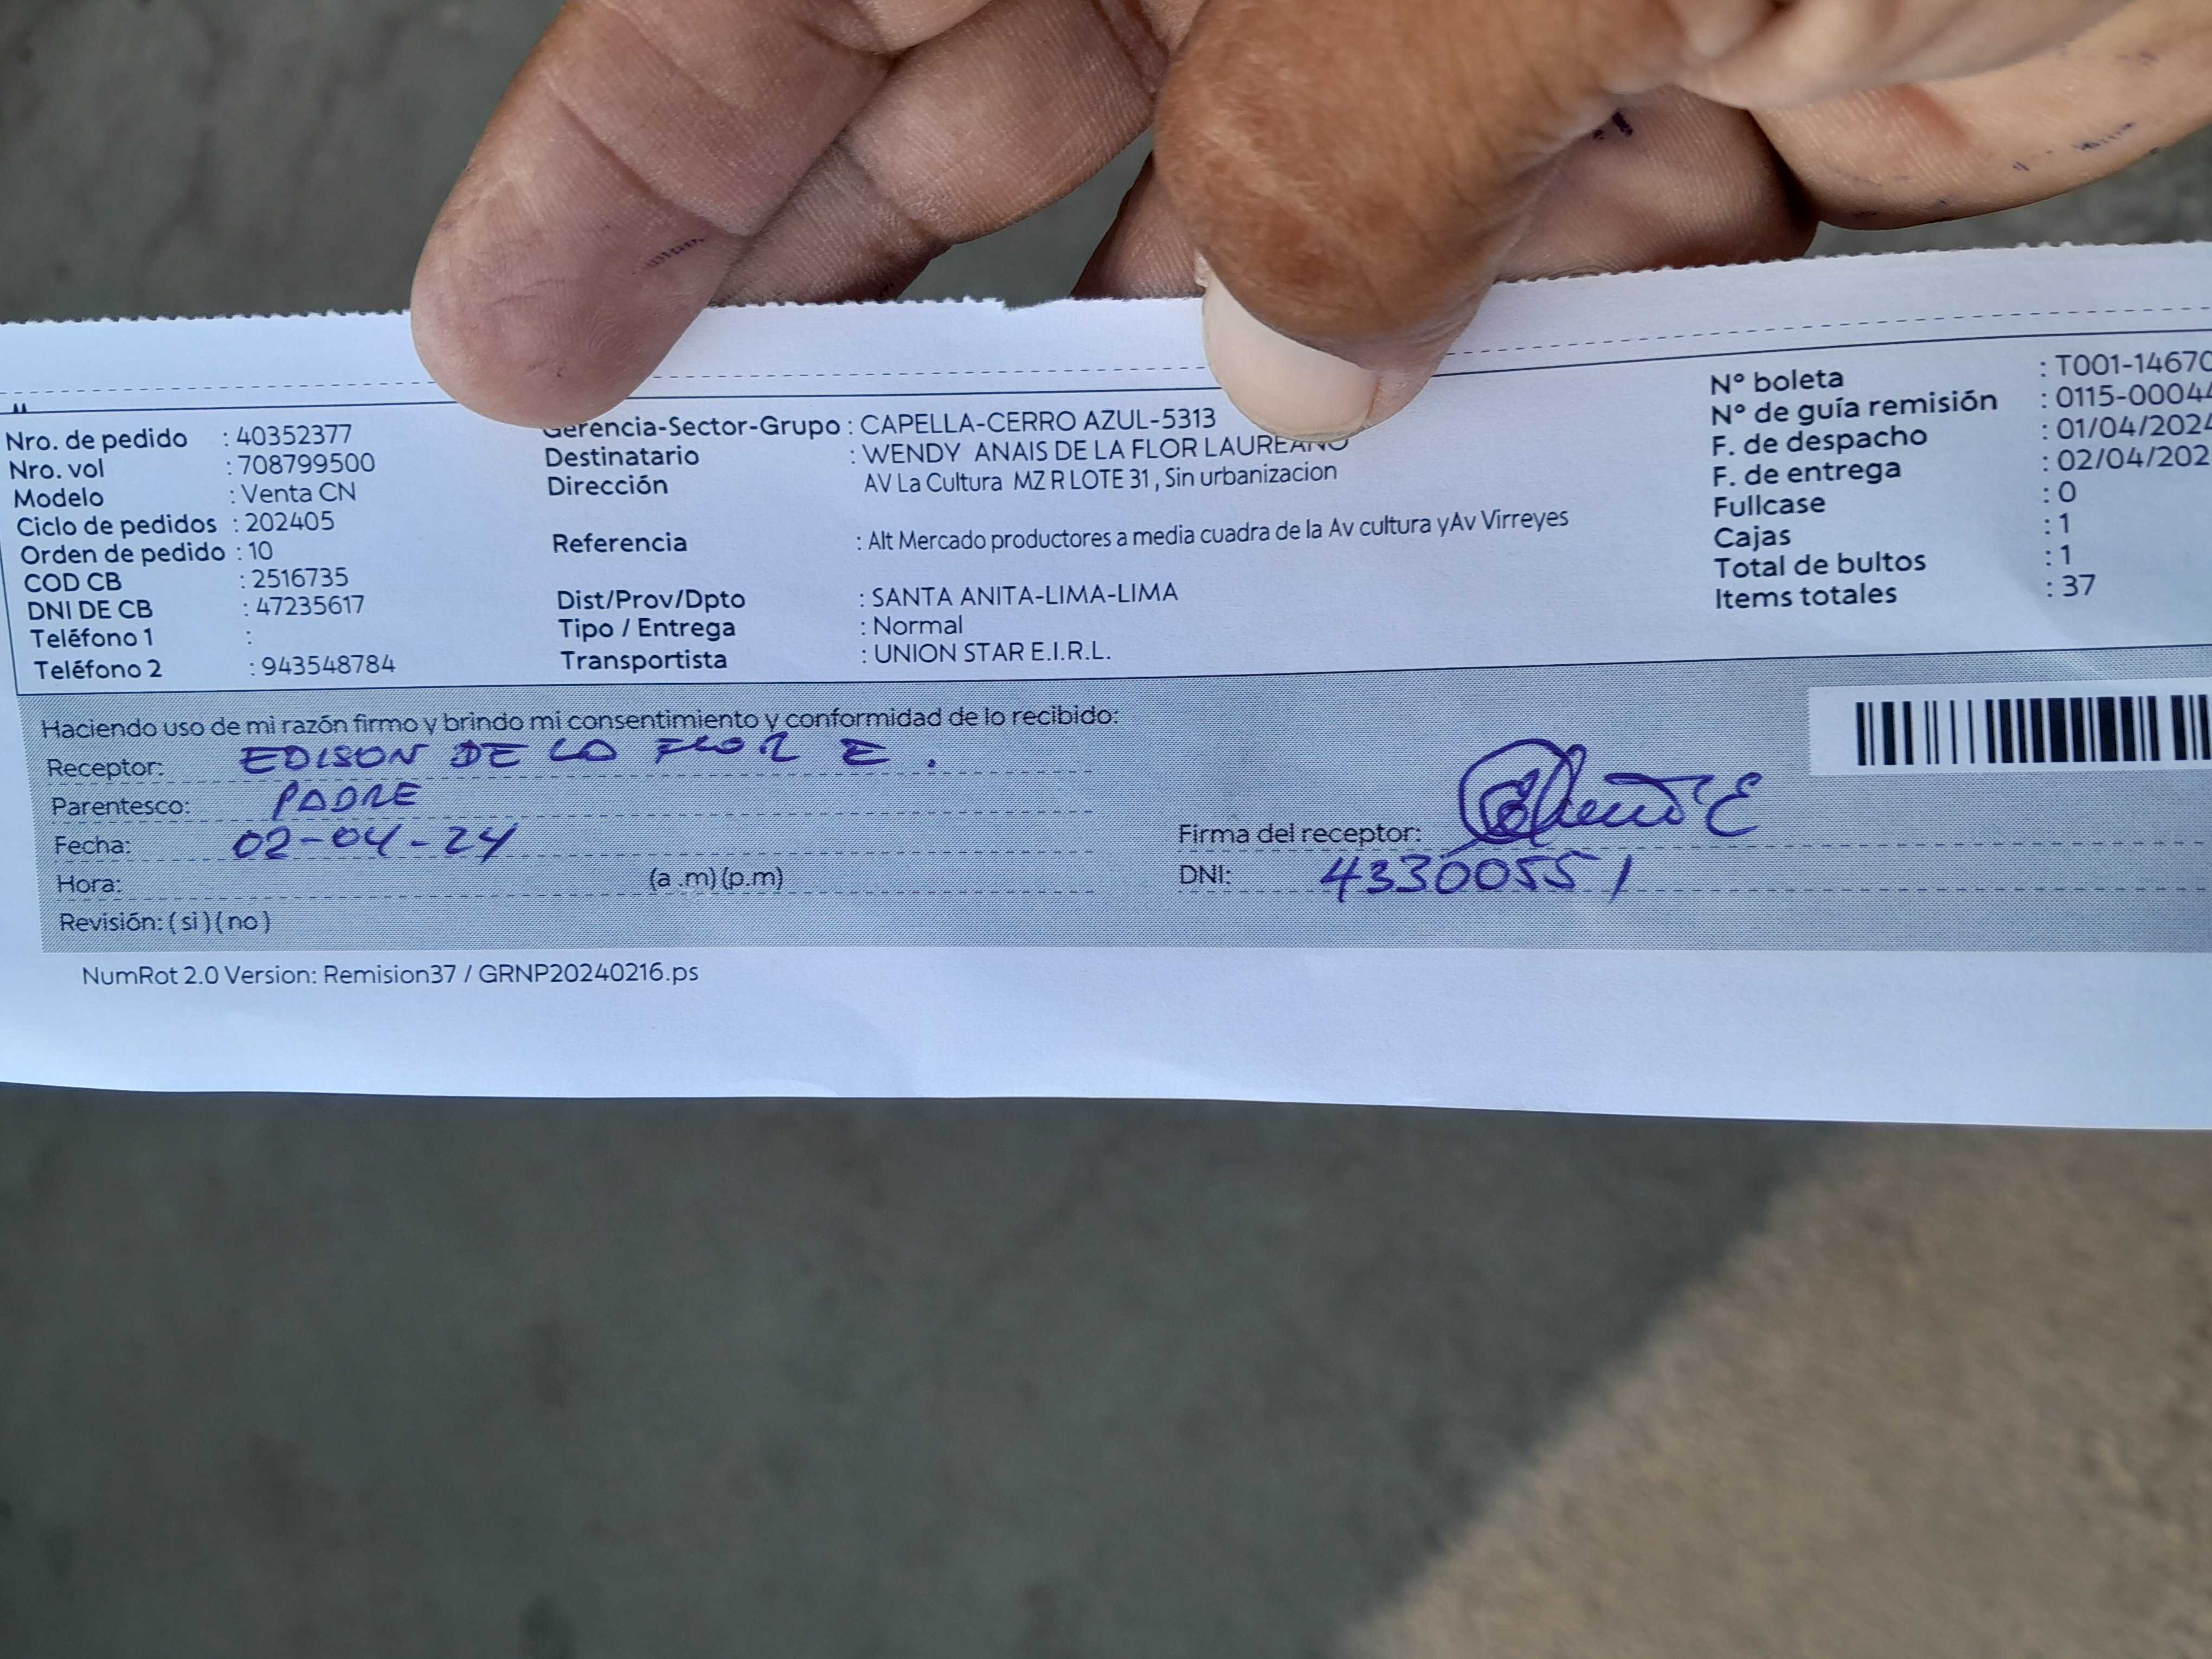 Nro. de pedido : 40352377
Nro. vol : 708799500
Modelo : Venta CN
Ciclo de pedidos : 202405
Orden de pedido : 10
COD CB : 2516735
DNI DE CB : 47235617
Teléfono 1 :
Teléfono 2 : 943548784
Gerencia-Sector-Grupo : CAPELLA-CERRO AZUL-5313
Destinatario : WENDY ANAIS DE LA FLOR LAUREANO
Dirección AV La Cultura MZ R LOTE 31 , Sin urbanizacion
Referencia : Alt Mercado productores a media cuadra de la Av cultura yAv Virreyes
Dist/Prov/Dpto : SANTA ANITA-LIMA-LIMA
Tipo / Entrega : Normal
Transportista : UNION STAR E.I.R.L.
N° boleta : T001-14670
N° de guía remisión : 0115-00044
F. de despacho : 01/04/2024
F. de entrega : 02/04/202
Fullcase : 0
Cajas : 1
Total de bultos : 1
Items totales : 37
Haciendo uso de mi razón firmo y brindo mi consentimiento y conformidad de lo recibido:
Receptor: EDISON DE LA FLOR E.
Parentesco: PADRE
Fecha: 02-04-24
Hora: (a .m) (p.m)
Revisión: ( si ) ( no )
Firma del receptor:
DNI: 43300551
NumRot 2.0 Version: Remision37 / GRNP20240216.ps